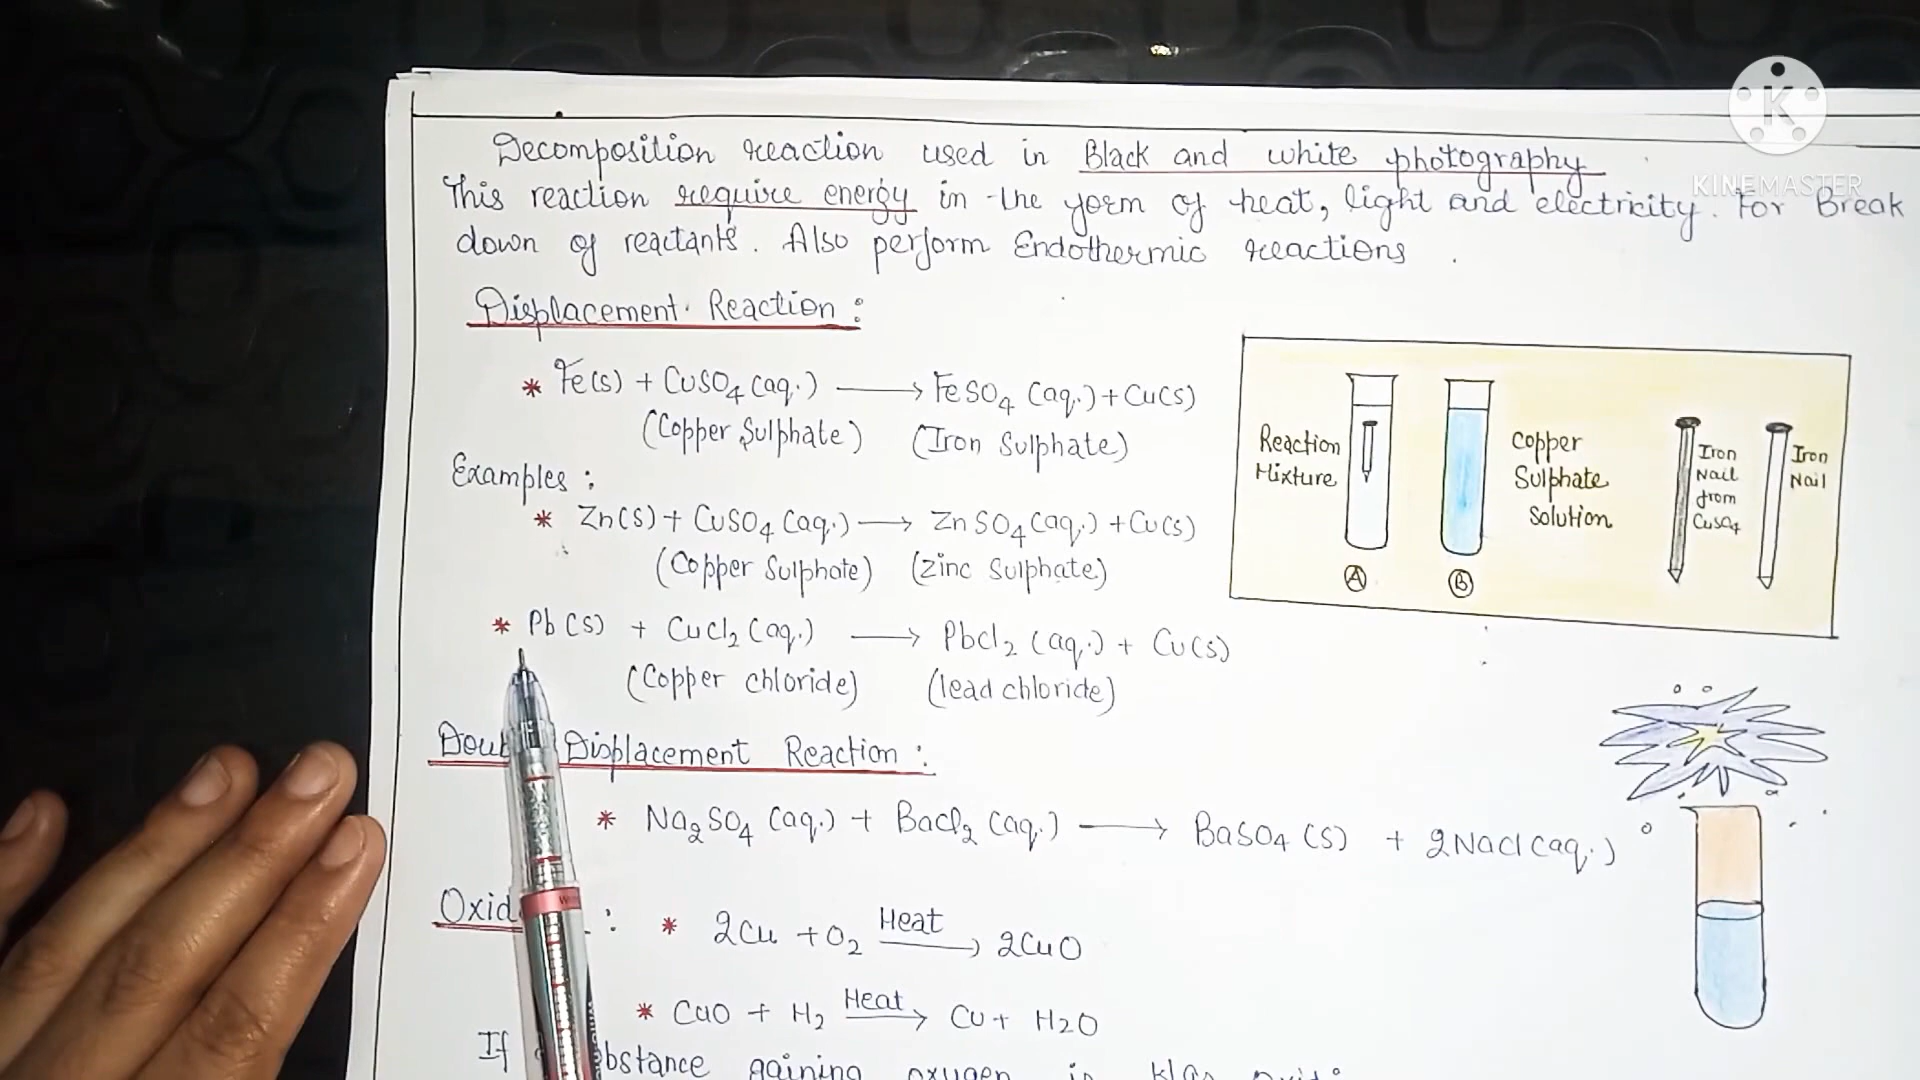 K
KINEMASTER
Decomposition reaction used in Black and white photography
This reaction require energy in the form of heat, light and electricity. For Break
down of reactants. Also perform Endothermic reactions .
Displacement Reaction :
* Fe(s) + CuSO4 (aq.) ⟶ FeSO4 (aq.) + Cu(s)
(Copper Sulphate) (Iron Sulphate)
Examples :
* Zn(s) + CuSO4 (aq.) ⟶ ZnSO4 (aq.) + Cu(s)
(Copper Sulphate) (Zinc Sulphate)
* Pb(s) + CuCl2 (aq.) ⟶ PbCl2 (aq.) + Cu(s)
(Copper chloride) (lead chloride)
Reaction
Mixture
A
B
Copper
Sulphate
Solution
Iron
Nail
from
CuSO4
Iron
Nail
Displacement Reaction :
* Na2SO4 (aq.) + BaCl2 (aq.) ⟶ BaSO4 (s) + 2NaCl (aq.)
* 2Cu + O2 Heat⟶ 2CuO
* CuO + H2 Heat⟶ Cu + H2O
If gaining oxygen